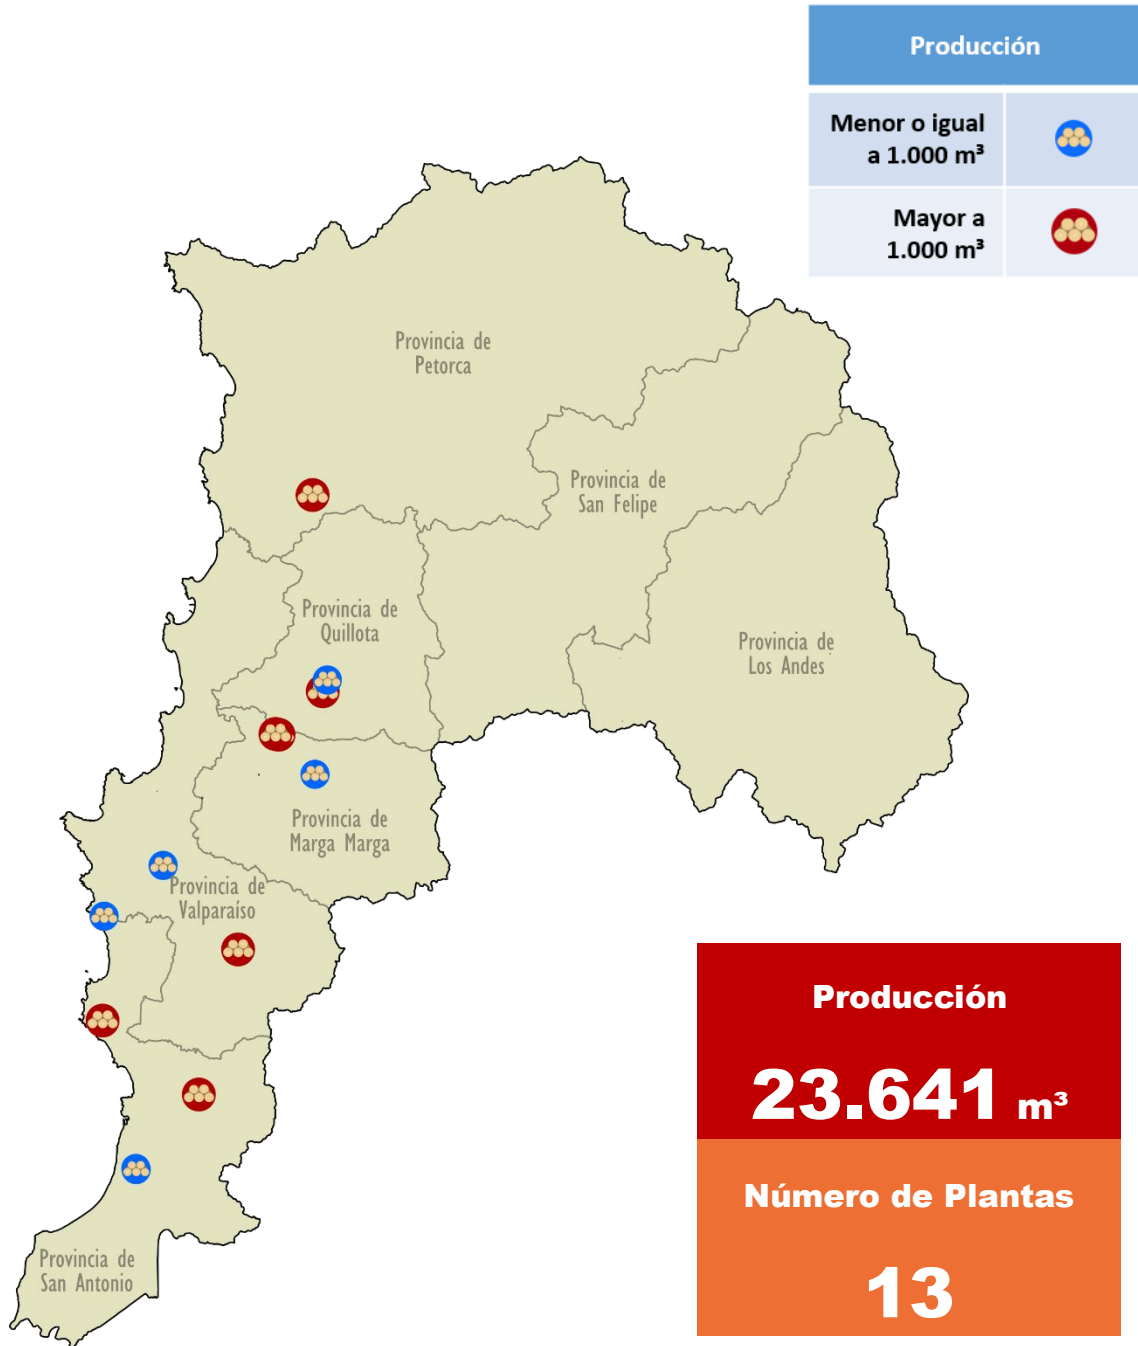 Producción
Menor o igual
a 1.000 m³
Mayor a
1.000 m³
Provincia de
Petorca
Provincia de
San Felipe
Provincia de
Quillota
Provincia de
Los Andes
Provincia de
Marga Marga
Provincia de
Valparaíso
Provincia de
San Antonio
Producción
23.641 m³
Número de Plantas
13